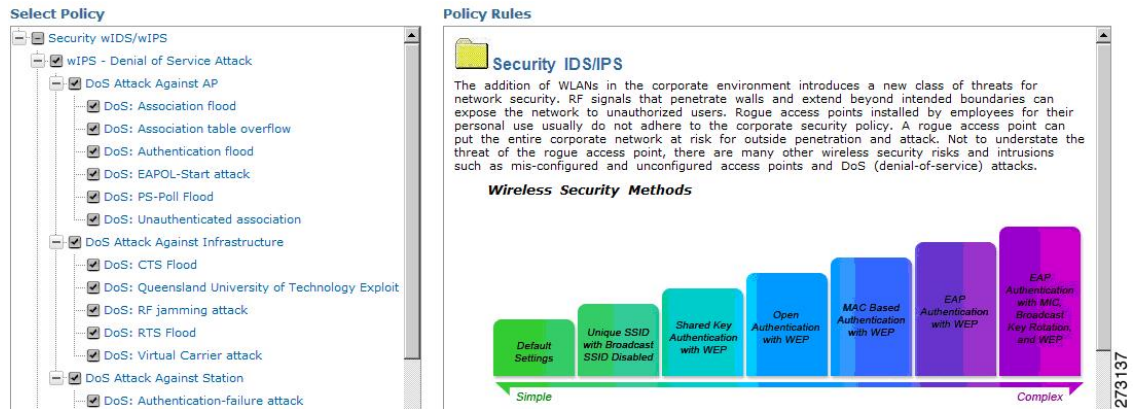 Select Policy
Security wIDS/wIPS
wIPS - Denial of Service Attack
DoS Attack Against AP
DoS: Association flood
DoS: Association table overflow
DoS: Authentication flood
DoS: EAPOL-Start attack
DoS: PS-Poll Flood
DoS: Unauthenticated association
DoS Attack Against Infrastructure
DoS: CTS Flood
DoS: Queensland University of Technology Exploit
DoS: RF jamming attack
DoS: RTS Flood
DoS: Virtual Carrier attack
DoS Attack Against Station
DoS: Authentication-failure attack
Policy Rules
Security IDS/IPS
The addition of WLANs in the corporate environment introduces a new class of threats for
network security. RF signals that penetrate walls and extend beyond intended boundaries can
expose the network to unauthorized users. Rogue access points installed by employees for their
personal use usually do not adhere to the corporate security policy. A rogue access point can
put the entire corporate network at risk for outside penetration and attack. Not to understate the
threat of the rogue access point, there are many other wireless security risks and intrusions
such as mis-configured and unconfigured access points and DoS (denial-of-service) attacks.
Wireless Security Methods
Default
Settings
Unique SSID
with Broadcast
SSID Disabled
Shared Key
Authentication
with WEP
Open
Authentication
with WEP
MAC Based
Authentication
with WEP
EAP
Authentication
with WEP
EAP
Authentication
with MIC,
Broadcast
Key Rotation,
and WEP
Simple
Complex
273137